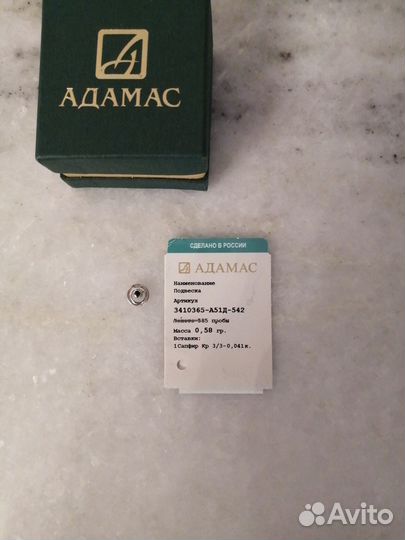 АДАМАС
СДЕЛАНО В РОССИИ
АДАМАС
Наименование
Подвеска
Артикул
3410365-А51Д-542
Золото 585 пробы
Масса 0,58 гр.
Вставки:
1Сапфир Кр 3/3-0,041к.
Avito